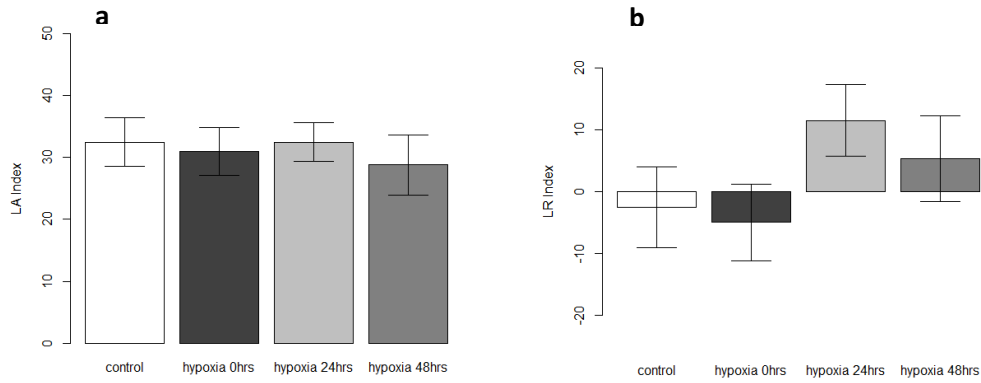 a
50
40
30
20
10
0
LA Index
control hypoxia 0hrs hypoxia 24hrs hypoxia 48hrs
b
20
10
0
-10
-20
LR Index
control hypoxia 0hrs hypoxia 24hrs hypoxia 48hrs